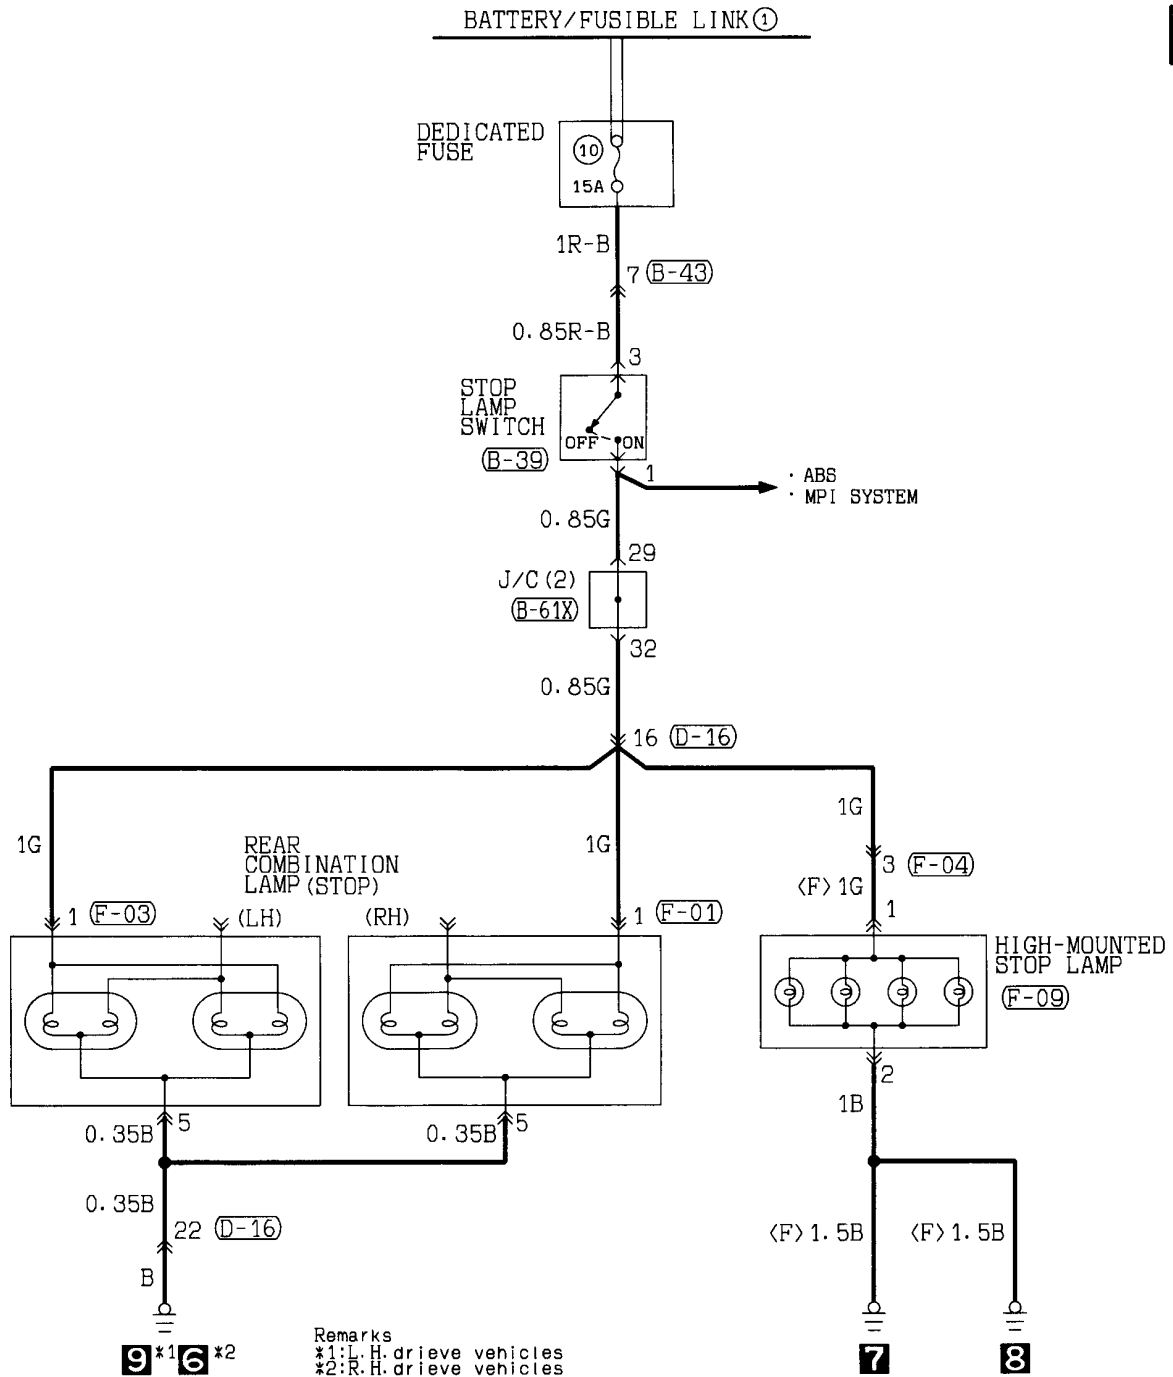 BATTERY/FUSIBLE LINK①
DEDICATED
FUSE
10
15A
1R-B
7 B-43
0.85R-B
3
STOP
LAMP
SWITCH
OFF ON
B-39
1
· ABS
· MPI SYSTEM
0.85G
29
J/C(2)
B-61X
32
0.85G
16 D-16
1G
1G
1G
3 F-04
<F>1G
1
REAR
COMBINATION
LAMP(STOP)
1 F-03
(LH)
(RH)
1 F-01
HIGH-MOUNTED
STOP LAMP
F-09
2
1B
5
0.35B
5
0.35B
0.35B
22 D-16
B
<F>1.5B
<F>1.5B
9 *1 6 *2
7
8
Remarks
*1:L.H.drieve vehicles
*2:R.H.drieve vehicles